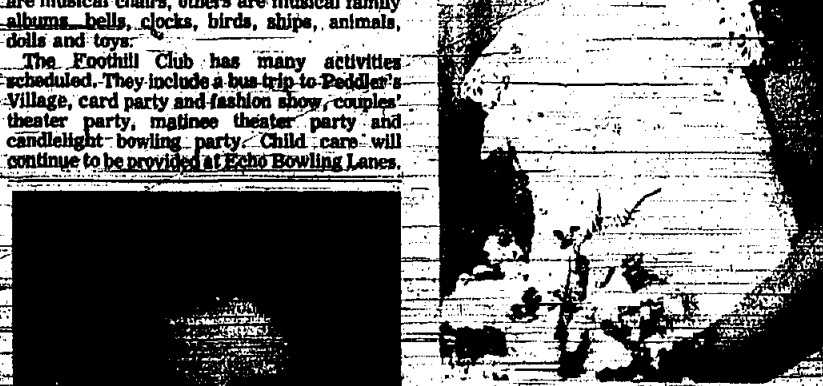 are musical chairs, others are musical family
albums, bells, clocks, birds, ships, animals,
dolls and toys.
The Foothill Club has many activities
scheduled. They include a bus trip to Peddler's
Village, card party and fashion show, couples'
theater party, matinee theater party and
candlelight bowling party. Child care will
continue to be provided at Echo Bowling Lanes.